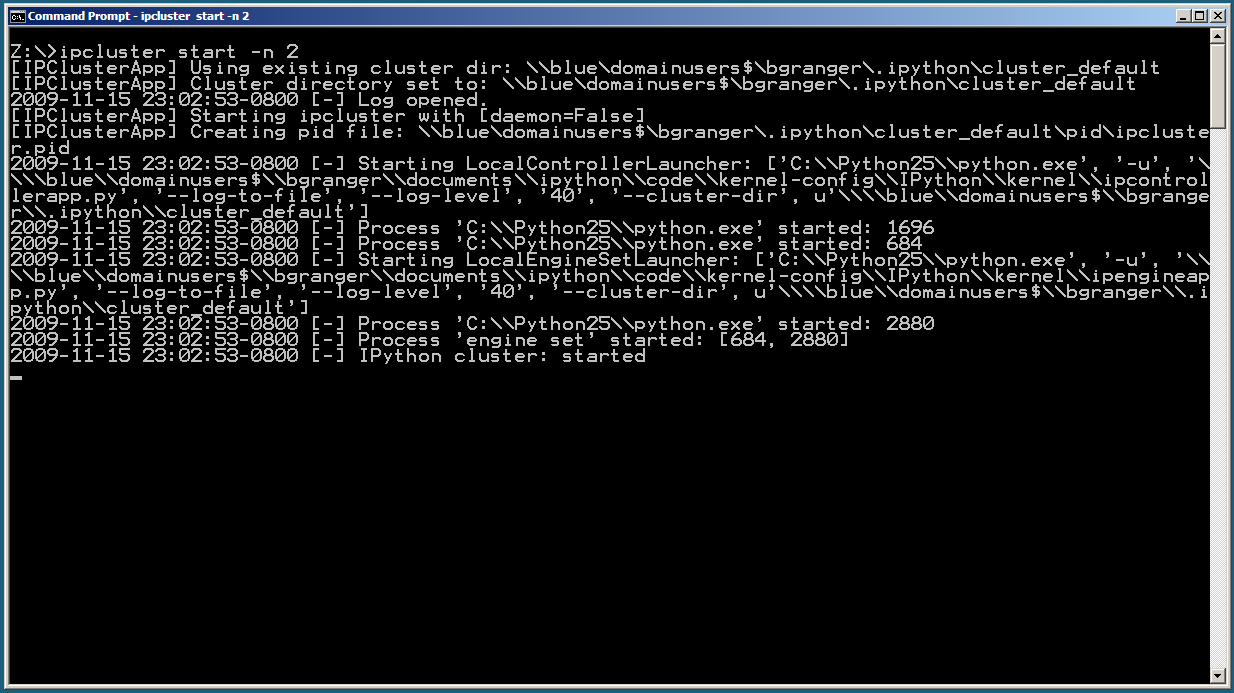 Command Prompt - ipcluster start -n 2
Z:\>ipcluster start -n 2
[IPClusterApp] Using existing cluster dir: \\blue\domainusers$\bgranger\.ipython\cluster_default
[IPClusterApp] Cluster directory set to: \\blue\domainusers$\bgranger\.ipython\cluster_default
2009-11-15 23:02:53-0800 [-] Log opened.
[IPClusterApp] Starting ipcluster with [daemon=False]
[IPClusterApp] Creating pid file: \\blue\domainusers$\bgranger\.ipython\cluster_default\pid\ipcluste
r.pid
2009-11-15 23:02:53-0800 [-] Starting LocalControllerLauncher: ['C:\\Python25\\python.exe', '-u', '\
\\\blue\\domainusers$\\bgranger\\documents\\ipython\\code\\kernel-config\\IPython\\kernel\\ipcontrol
lerapp.py', '--log-to-file', '--log-level', '40', '--cluster-dir', u'\\\\blue\\domainusers$\\bgrange
r\\.ipython\\cluster_default']
2009-11-15 23:02:53-0800 [-] Process 'C:\\Python25\\python.exe' started: 1696
2009-11-15 23:02:53-0800 [-] Process 'C:\\Python25\\python.exe' started: 684
2009-11-15 23:02:53-0800 [-] Starting LocalEngineSetLauncher: ['C:\\Python25\\python.exe', '-u', '\\
\\blue\\domainusers$\\bgranger\\documents\\ipython\\code\\kernel-config\\IPython\\kernel\\ipengineap
p.py', '--log-to-file', '--log-level', '40', '--cluster-dir', u'\\\\blue\\domainusers$\\bgranger\\.i
python\\cluster_default']
2009-11-15 23:02:53-0800 [-] Process 'C:\\Python25\\python.exe' started: 2880
2009-11-15 23:02:53-0800 [-] Process 'engine set' started: [684, 2880]
2009-11-15 23:02:53-0800 [-] IPython cluster: started